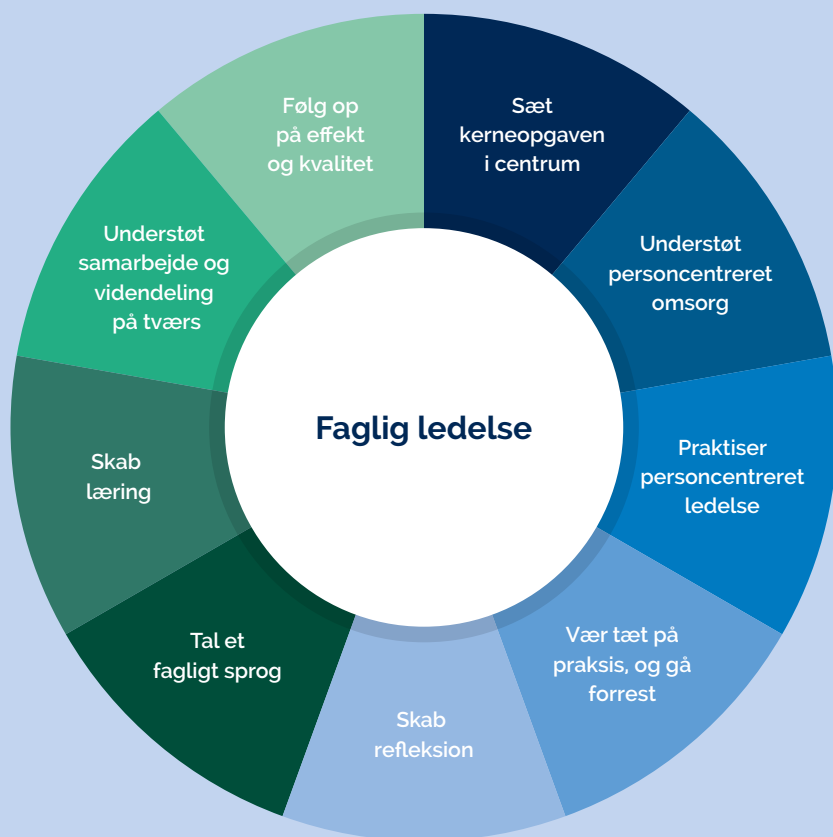 Faglig ledelse
Sæt
kerneopgaven
i centrum
Understøt
personcentreret
omsorg
Praktiser
personcentreret
ledelse
Vær tæt på
praksis, og gå
forrest
Skab
refleksion
Tal et
fagligt sprog
Skab
læring
Understøt
samarbejde og
videndeling
på tværs
Følg op
på effekt
og kvalitet